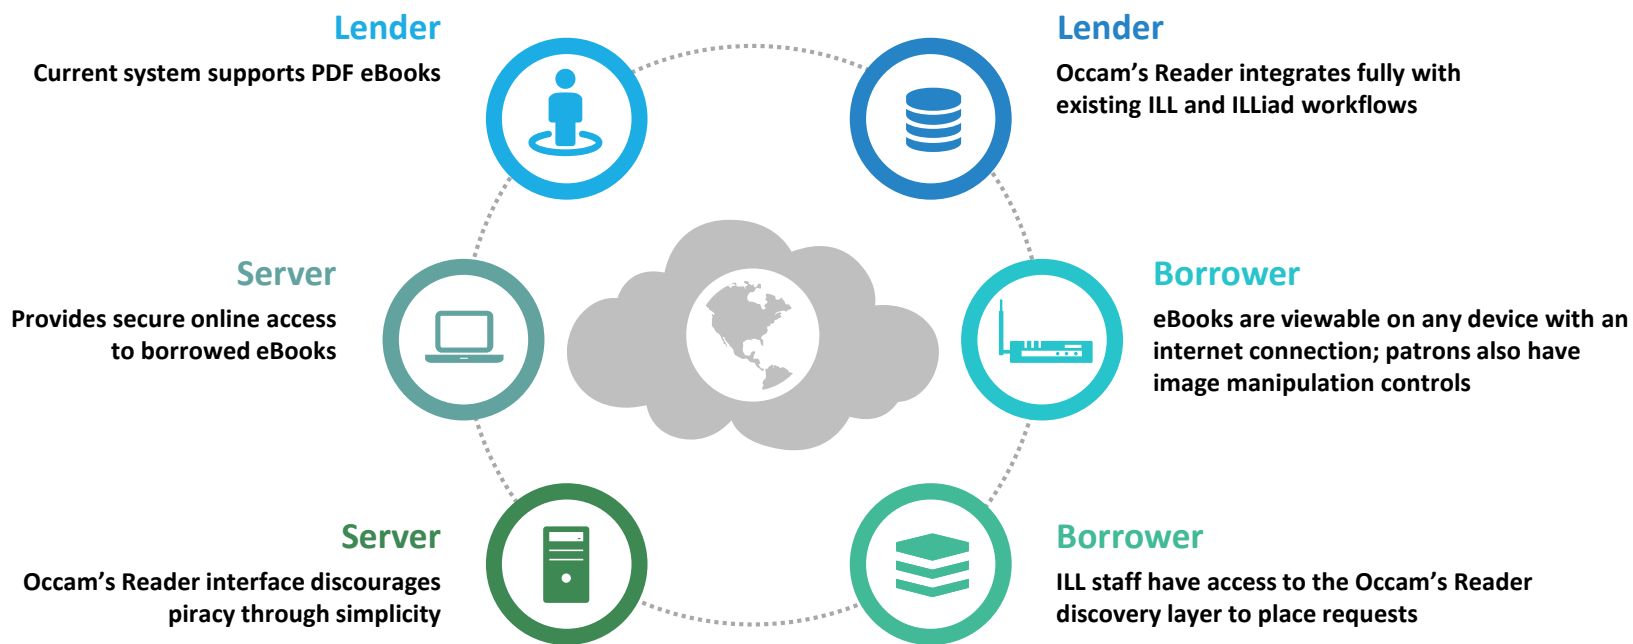 Lender
Current system supports PDF eBooks
Lender
Occam’s Reader integrates fully with
existing ILL and ILLiad workflows
Server
Provides secure online access
to borrowed eBooks
Borrower
eBooks are viewable on any device with an
internet connection; patrons also have
image manipulation controls
Server
Occam’s Reader interface discourages
piracy through simplicity
Borrower
ILL staff have access to the Occam’s Reader
discovery layer to place requests